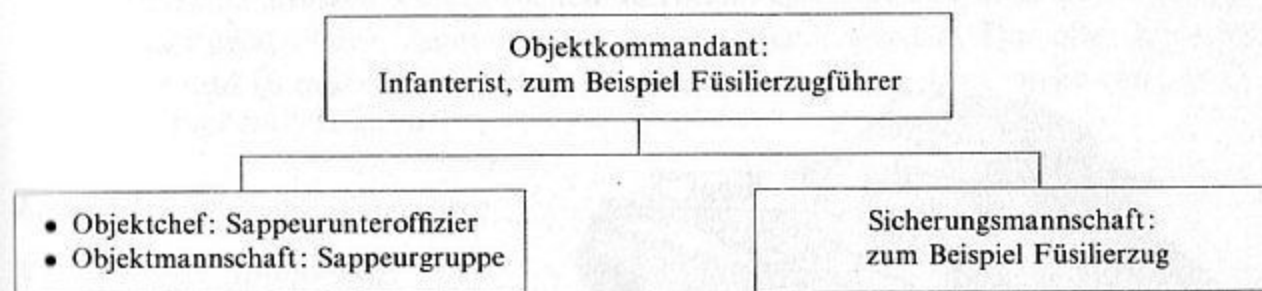 Objektkommandant:
Infanterist, zum Beispiel Füsilierzugführer
• Objektchef: Sappeurunteroffizier
• Objektmannschaft: Sappeurgruppe
Sicherungsmannschaft:
zum Beispiel Füsilierzug